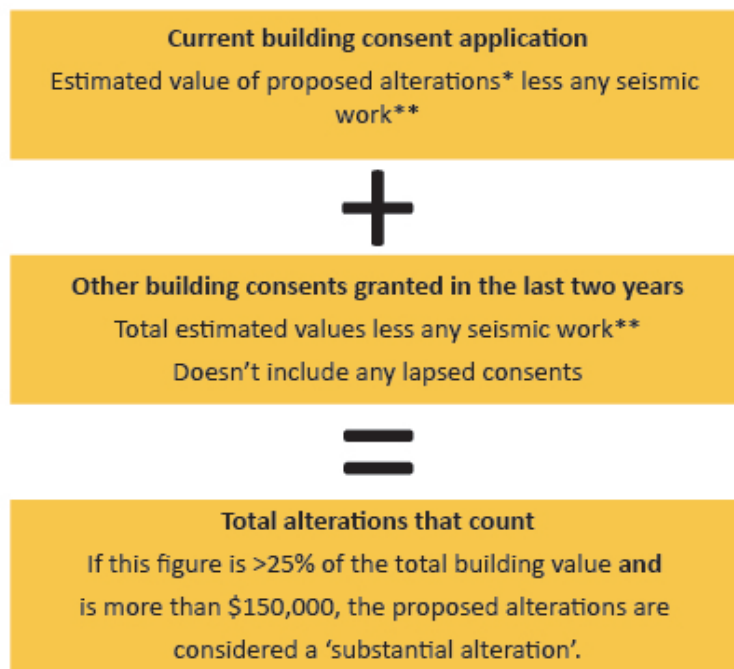 Current building consent application
Estimated value of proposed alterations* less any seismic
work**
+
Other building consents granted in the last two years
Total estimated values less any seismic work**
Doesn’t include any lapsed consents
=
Total alterations that count
If this figure is >25% of the total building value and
is more than $150,000, the proposed alterations are
considered a ‘substantial alteration’.